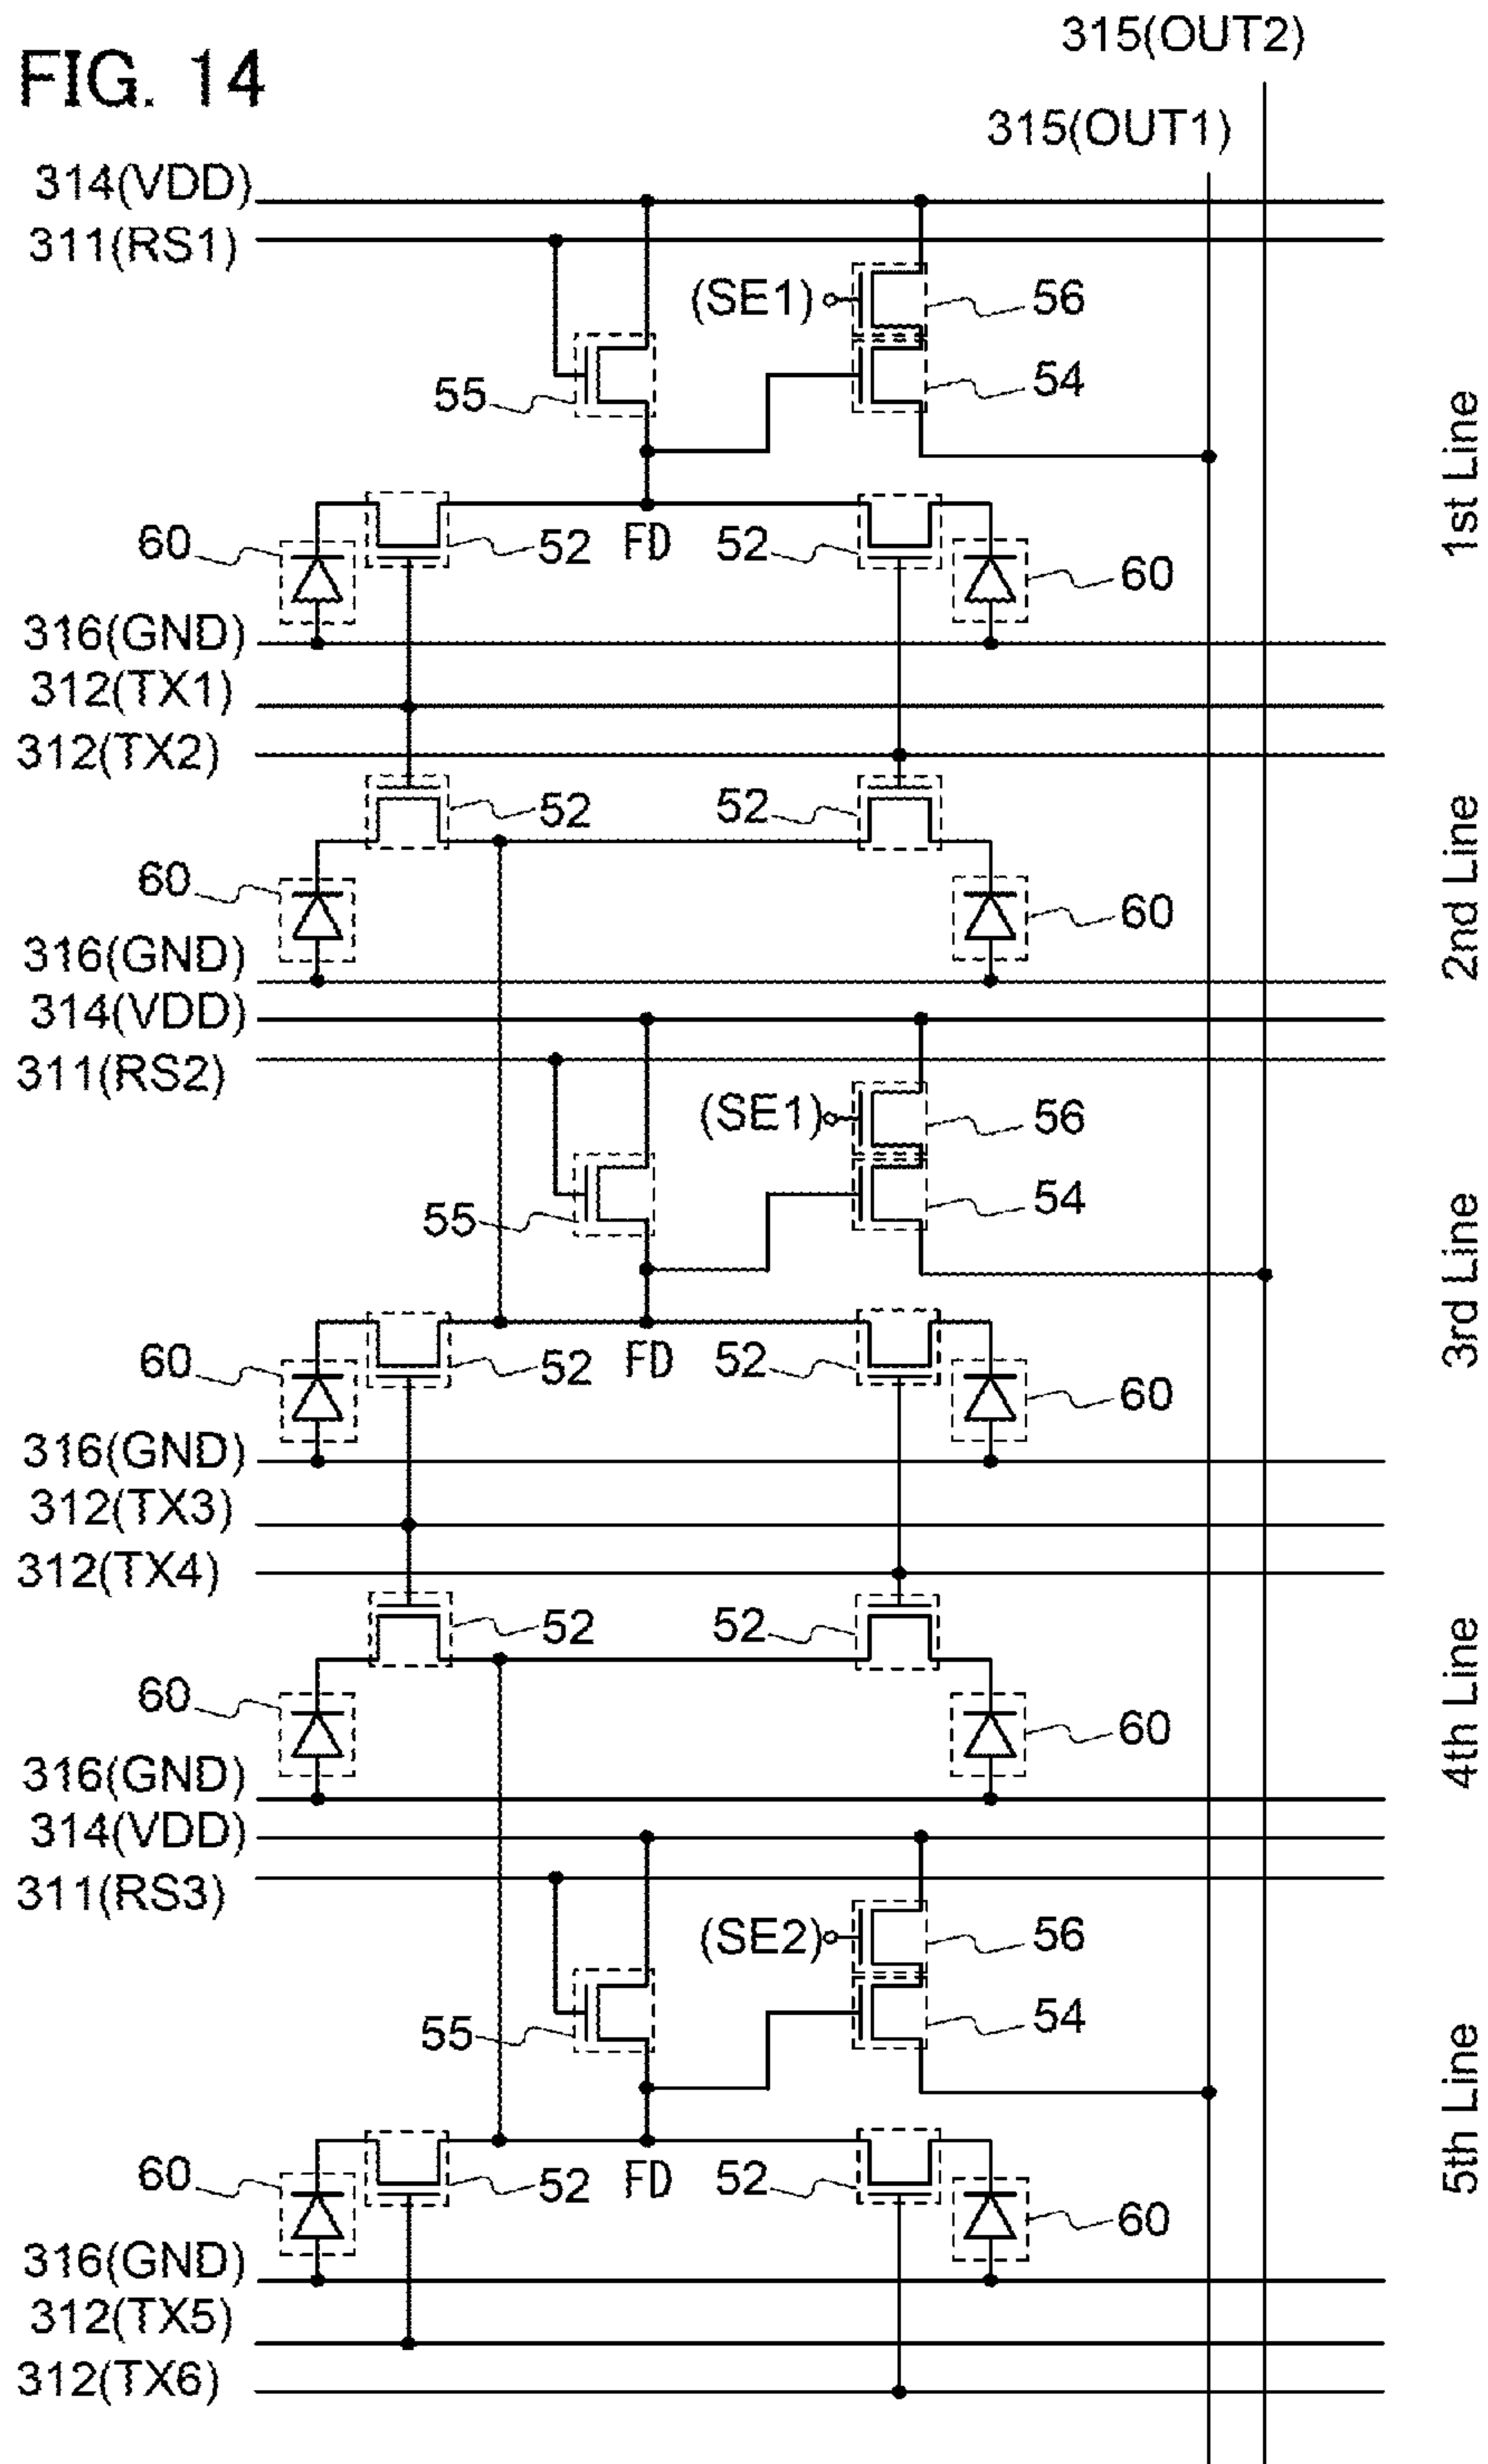 315(OUT2)
FIG. 14
315(OUT1)
314(VDD)
311(RS1)
(SE1)
56
55
54
1st Line
60
52
FD
52
60
316(GND)
312(TX1)
312(TX2)
52
52
60
60
2nd Line
316(GND)
314(VDD)
311(RS2)
(SE1)
56
55
54
3rd Line
60
52
FD
52
60
316(GND)
312(TX3)
312(TX4)
52
52
60
60
4th Line
316(GND)
314(VDD)
311(RS3)
(SE2)
56
55
54
5th Line
60
52
FD
52
60
316(GND)
312(TX5)
312(TX6)